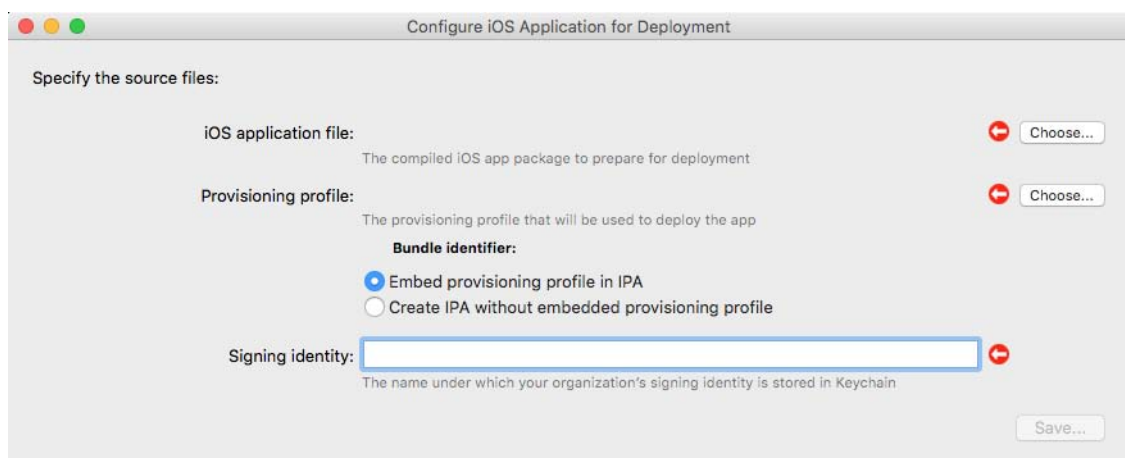 Configure iOS Application for Deployment
Specify the source files:
iOS application file:
Choose...
The compiled iOS app package to prepare for deployment
Provisioning profile:
Choose...
The provisioning profile that will be used to deploy the app
Bundle identifier:
Embed provisioning profile in IPA
Create IPA without embedded provisioning profile
Signing identity:
The name under which your organization's signing identity is stored in Keychain
Save...